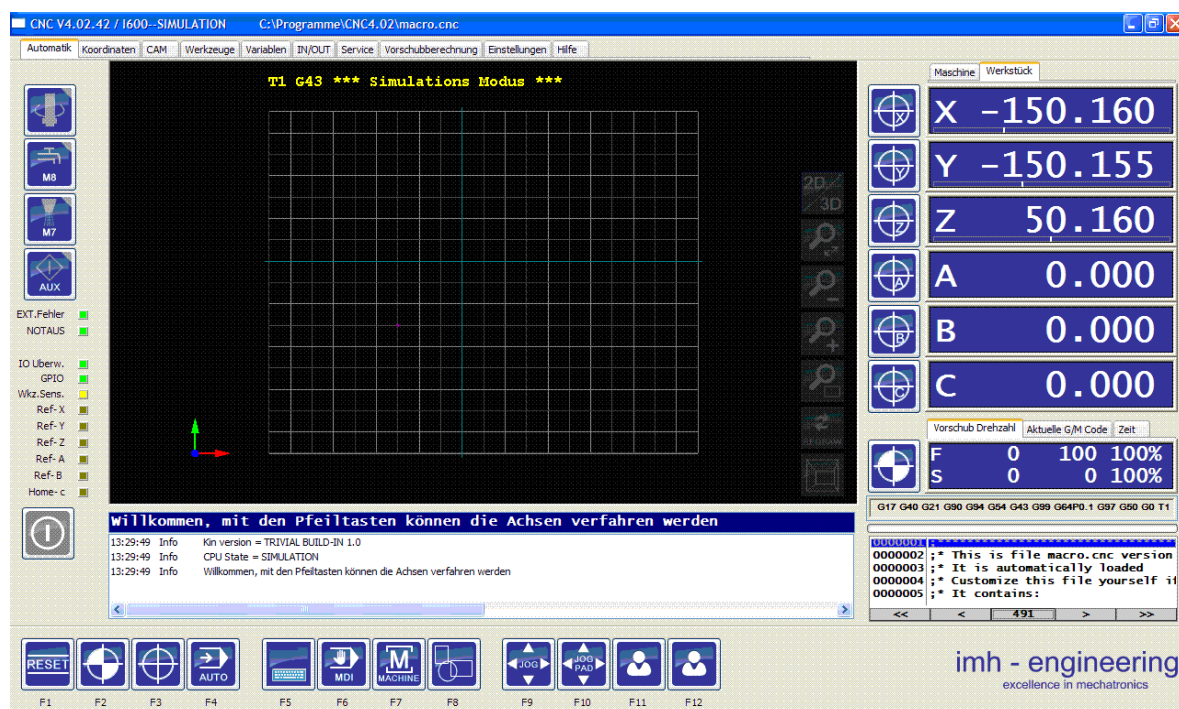 CNC V4.02.42 / I600--SIMULATION C:\Programme\CNC4.02\macro.cnc
Automatik Koordinaten CAM Werkzeuge Variablen IN/OUT Service Vorschubberechnung Einstellungen Hilfe
T1 G43 *** Simulations Modus ***
M8
M7
AUX
EXT.Fehler
NOTAUS
IO Uberw.
GPIO
Wkz.Sens.
Ref- X
Ref- Y
Ref- Z
Ref- A
Ref- B
Home- c
2D
3D
REDRAW
Maschine Werkstück
X X -150.160
Y Y -150.155
Z Z 50.160
A A 0.000
B B 0.000
C C 0.000
Vorschub Drehzahl Aktuelle G/M Code Zeit
F 0 100 100%
S 0 0 100%
G17 G40 G21 G90 G94 G54 G43 G99 G64P0.1 G97 G50 G0 T1
Willkommen, mit den Pfeiltasten können die Achsen verfahren werden
13:29:49 Info Kin version = TRIVIAL BUILD-IN 1.0
13:29:49 Info CPU State = SIMULATION
13:29:49 Info Willkommen, mit den Pfeiltasten können die Achsen verfahren werden
0000001
0000002 ;* This is file macro.cnc version
0000003 ;* It is automatically loaded
0000004 ;* Customize this file yourself if
0000005 ;* It contains:
<< < 491 > >>
RESET AUTO MDI M MACHINE JOG JOG PAD
F1 F2 F3 F4 F5 F6 F7 F8 F9 F10 F11 F12
imh - engineering
excellence in mechatronics